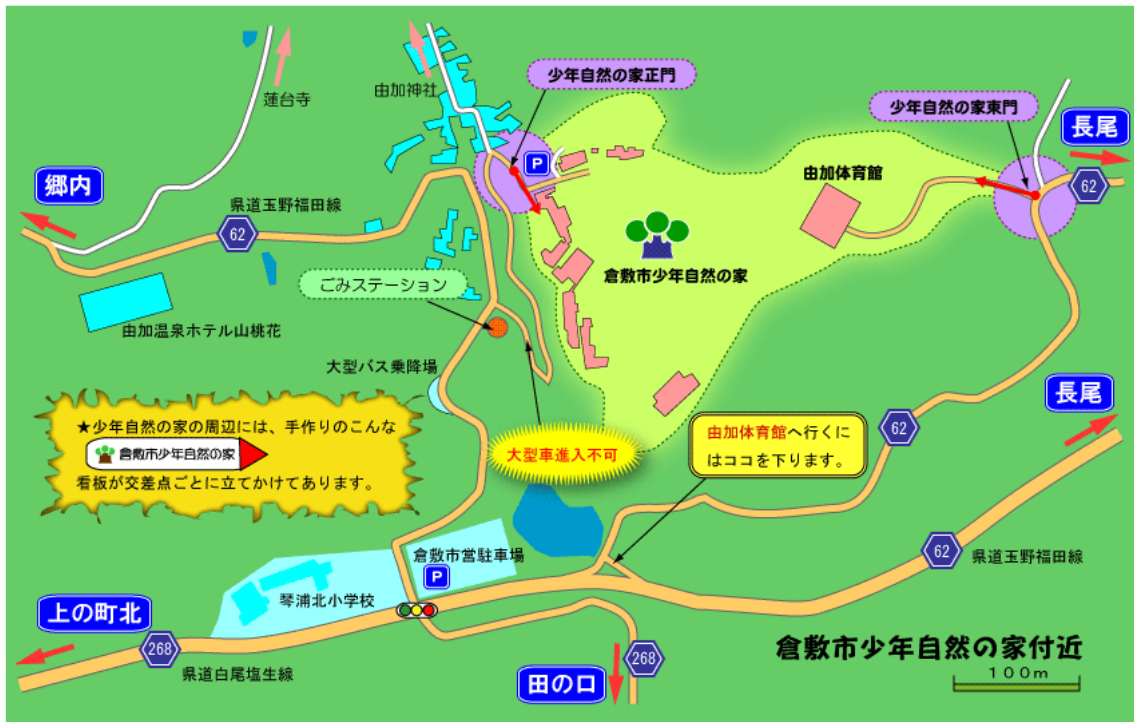 少年自然の家正門
由加神社
蓮台寺
少年自然の家東門
長尾
62
郷内
県道玉野福田線
62
P
由加体育館
倉敷市少年自然の家
ごみステーション
由加温泉ホテル山桃花
大型バス乗降場
長尾
★少年自然の家の周辺には、手作りのこんな
倉敷市少年自然の家
看板が交差点ごとに立てかけてあります。
大型車進入不可
由加体育館へ行くに
はココを下ります。
62
倉敷市営駐車場
P
62
県道玉野福田線
琴浦北小学校
上の町北
268
県道白尾塩生線
田の口
268
倉敷市少年自然の家付近
100m